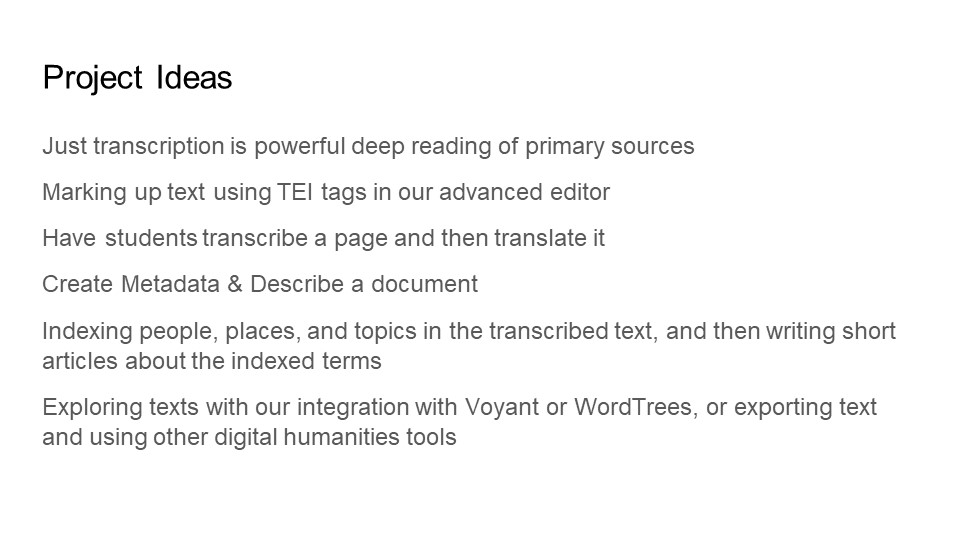 Project Ideas
Just transcription is powerful deep reading of primary sources
Marking up text using TEI tags in our advanced editor
Have students transcribe a page and then translate it
Create Metadata & Describe a document
Indexing people, places, and topics in the transcribed text, and then writing short
articles about the indexed terms
Exploring texts with our integration with Voyant or WordTrees, or exporting text
and using other digital humanities tools